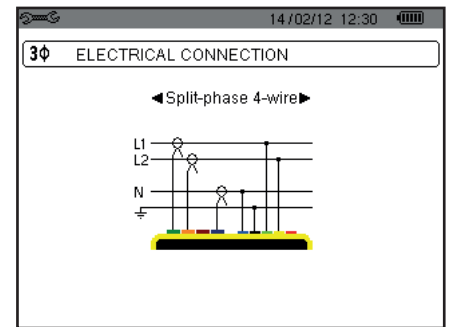 14/02/12 12:30
3ϕ ELECTRICAL CONNECTION
◄Split-phase 4-wire►
L1
L2
N